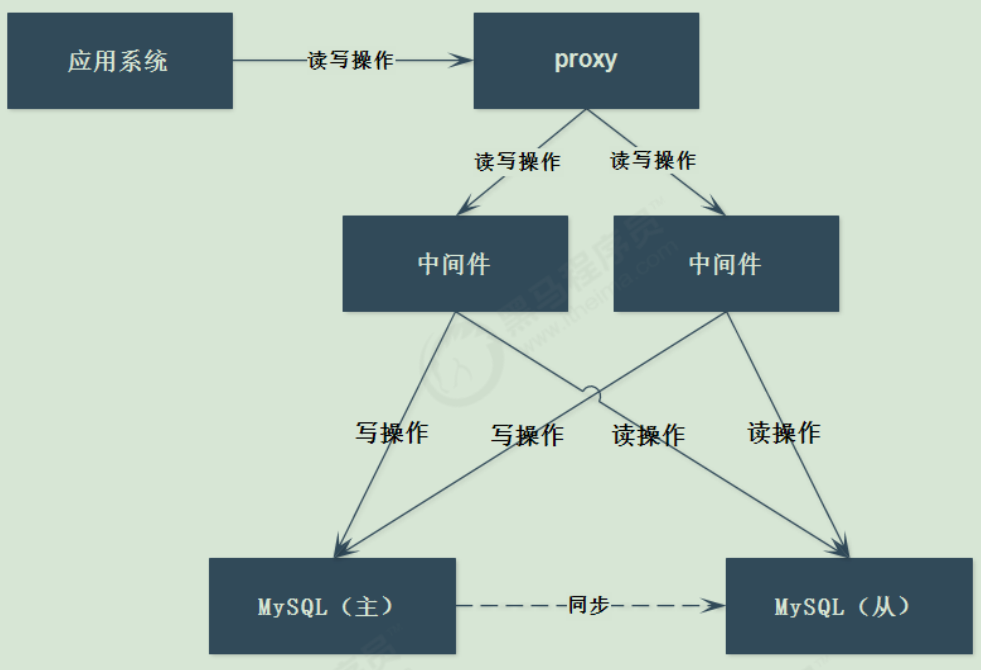 应用系统
读写操作
proxy
读写操作
读写操作
中间件
中间件
黑马程序员
www.itheima.com
写操作
写操作
读操作
读操作
MySQL（主）
同步
MySQL（从）